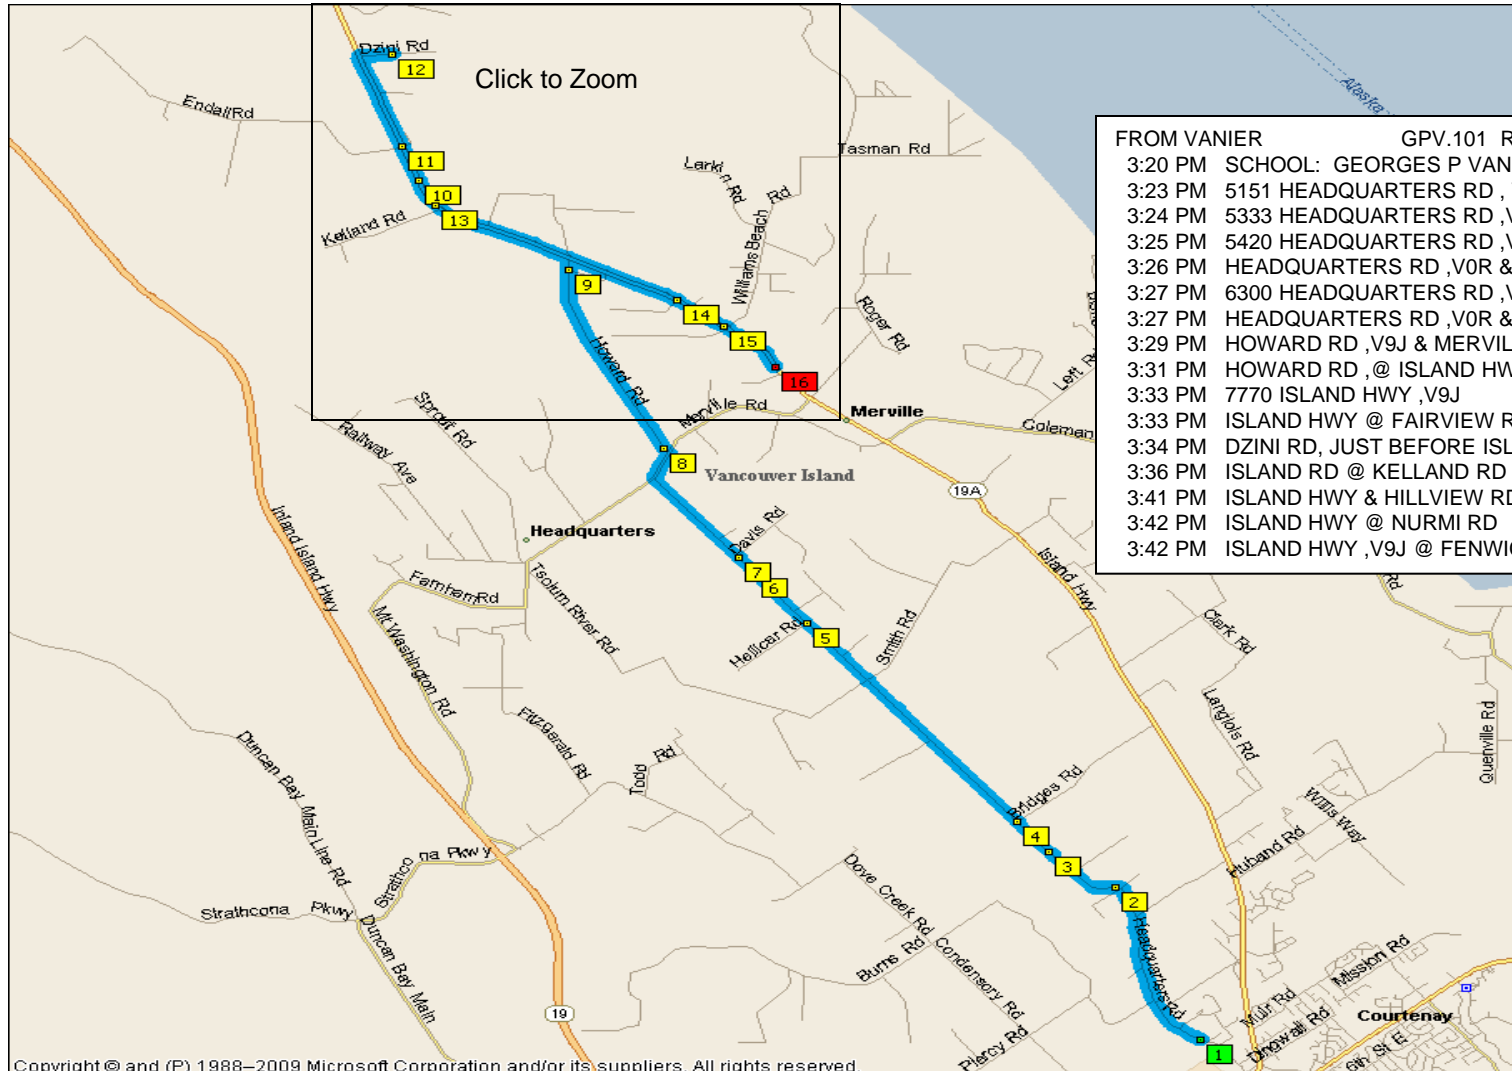 Dzini Rd
12
Click to Zoom
Endall Rd
Alaska
Tasman Rd
Larkin Rd
Williams Beach Rd
11
10
13
Kelland Rd
9
14
15
16
Roger Rd
Howard Rd
Merville Rd
Merville
Left R
Coleman
Sprout Rd
Railway Ave
8
Vancouver Island
19A
Headquarters
Davis Rd
7
6
5
Inland Island Hwy
Island Hwy
Farnham Rd
Tsolum River Rd
Hellicar Rd
Smith Rd
Clark Rd
Rd
Mt Washington Rd
Fitzgerald Rd
Todd Rd
Langlois Rd
Quenville Rd
Duncan Bay Main Line Rd
Bridges Rd
Willis Way
4
3
2
Huband Rd
Strathcona Pkwy
Strathcona Pkwy
Duncan Bay Main
Dove Creek Rd
Burns Rd
Condensory Rd
Headquarters Rd
Mission Rd
19
Muir Rd
Courtenay
Piercy Rd
1
Dingwall Rd
6th St E
FROM VANIER GPV.101 R
3:20 PM SCHOOL: GEORGES P VAN
3:23 PM 5151 HEADQUARTERS RD ,
3:24 PM 5333 HEADQUARTERS RD ,V
3:25 PM 5420 HEADQUARTERS RD ,V
3:26 PM HEADQUARTERS RD ,V0R &
3:27 PM 6300 HEADQUARTERS RD ,V
3:27 PM HEADQUARTERS RD ,V0R &
3:29 PM HOWARD RD ,V9J & MERVIL
3:31 PM HOWARD RD ,@ ISLAND HW
3:33 PM 7770 ISLAND HWY ,V9J
3:33 PM ISLAND HWY @ FAIRVIEW R
3:34 PM DZINI RD, JUST BEFORE ISL
3:36 PM ISLAND RD @ KELLAND RD
3:41 PM ISLAND HWY & HILLVIEW RD
3:42 PM ISLAND HWY @ NURMI RD
3:42 PM ISLAND HWY ,V9J @ FENWI
Copyright © and (P) 1988–2009 Microsoft Corporation and/or its suppliers. All rights reserved.